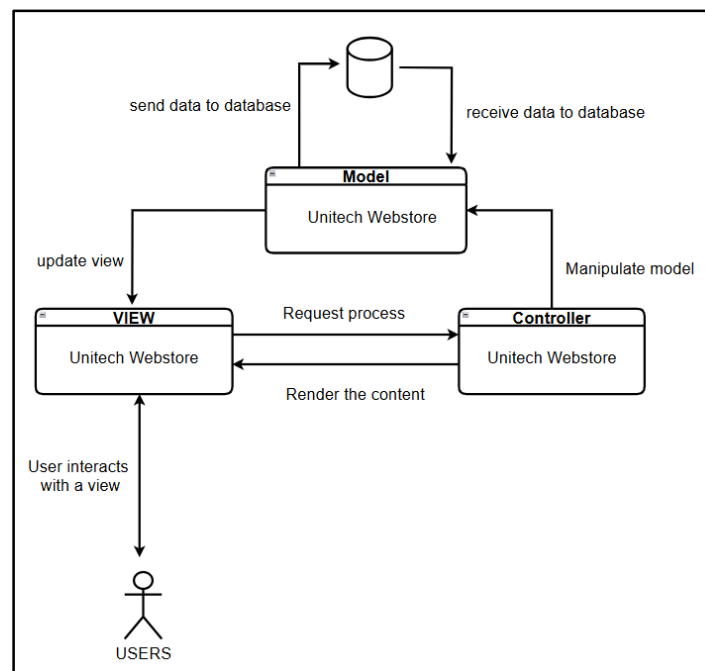 send data to database
receive data to database
Model
Unitech Webstore
update view
Manipulate model
VIEW
Unitech Webstore
Request process
Controller
Unitech Webstore
Render the content
User interacts
with a view
USERS